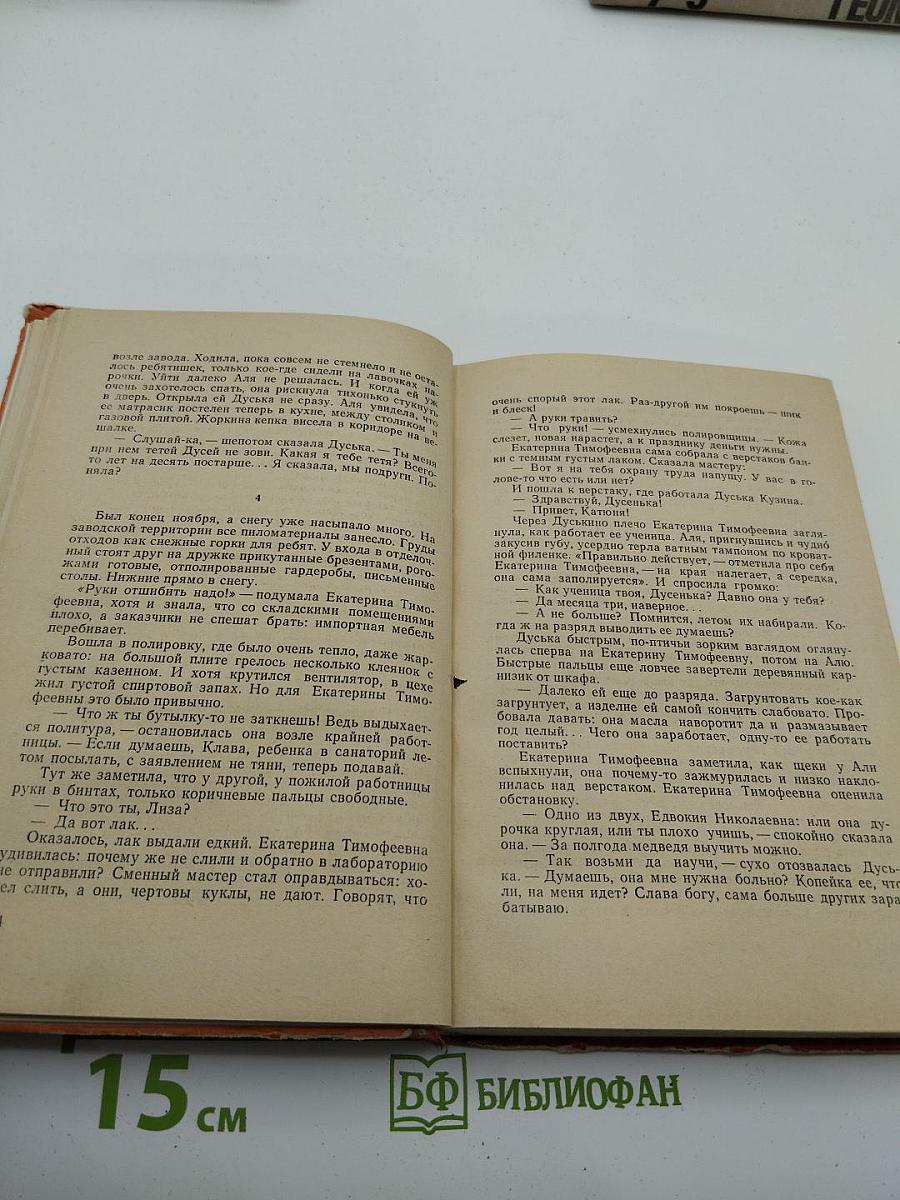 возле завода. Ходила, пока совсем не стемнело и не оста-
лось ребятишек, только кое-где сидели на лавочках па-
рочки. Уйти далеко Аля не решалась. И когда ей уж
очень захотелось спать, она рискнула тихонько стукнуть
в дверь. Открыла ей Дуська не сразу. Аля увидела, что
ее матрасик постелен теперь в кухне, между столиком и
газовой плитой. Жоркина кепка висела в коридоре на ве-
шалке.
— Слушай-ка, — шепотом сказала Дуська. — Ты меня
при нем тетей Дусей не зови. Какая я тебе тетя? Всего-
то лет на десять постарше... Я сказала, мы подруги. По-
няла?
4
Был конец ноября, а снегу уже насыпало много. На
заводской территории все пиломатериалы занесло. Груды
отходов как снежные горки для ребят. У входа в отделоч-
ный стоят друг на дружке прикутанные брезентами, рого-
жами готовые, отполированные гардеробы, письменные
столы. Нижние прямо в снегу.
«Руки отшибить надо!» — подумала Екатерина Тимо-
феевна, хотя и знала, что со складскими помещениями
плохо, а заказчики не спешат брать: импортная мебель
перебивает.
Вошла в полировку, где было очень тепло, даже жар-
ковато: на большой плите грелось несколько клеянок с
густым казеином. И хотя крутился вентилятор, в цехе
жил густой спиртовой запах. Но для Екатерины Тимо-
феевны это было привычно.
— Что ж ты бутылку-то не заткнешь! Ведь выдыхает-
ся политура, — остановилась она возле крайней работ-
ницы. — Если думаешь, Клава, ребенка в санаторий ле-
том посылать, с заявлением не тяни, теперь подавай.
Тут же заметила, что у другой, у пожилой работницы
руки в бинтах, только коричневые пальцы свободные.
— Что это ты, Лиза?
— Да вот лак...
Оказалось, лак выдали едкий. Екатерина Тимофеевна
удивилась: почему же не слили и обратно в лабораторию
не отправили? Сменный мастер стал оправдываться: хо-
ел слить, а они, чертовы куклы, не дают. Говорят, что
4
очень спорый этот лак. Раз-другой им покроешь — шик
и блеск!
— А руки травить?
— Что руки! — усмехнулись полировщицы. — Кожа
слезет, новая нарастет, а к празднику деньги нужны.
Екатерина Тимофеевна сама собрала с верстаков бан-
ки с темным густым лаком. Сказала мастеру:
— Вот я на тебя охрану труда напущу. У вас в го-
лове-то что есть или нет?
И пошла к верстаку, где работала Дуська Кузина.
— Здравствуй, Дусенька!
— Привет, Катюня!
Через Дуськино плечо Екатерина Тимофеевна загля-
нула, как работает ее ученица. Аля, пригнувшись и чудно́
закусив губу, усердно терла ватным тампоном по кроват-
ной филенке. «Правильно действует, — отметила про себя
Екатерина Тимофеевна, — на края налегает, а середка,
она сама заполируется». И спросила громко:
— Как ученица твоя, Дусенька? Давно она у тебя?
— Да месяца три, наверное...
— А не больше? Помнится, летом их набирали. Ко-
гда ж на разряд выводить ее думаешь?
Дуська быстрым, по-птичьи зорким взглядом огляну-
лась сперва на Екатерину Тимофеевну, потом на Алю.
Быстрые пальцы еще ловчее завертели деревянный кар-
низик от шкафа.
— Далеко ей еще до разряда. Загрунтовать кое-как
загрунтует, а изделие ей самой кончить слабовато. Про-
бовала давать: она масла наворотит да и размазывает
год целый... Чего она заработает, одну-то ее работать
поставить?
Екатерина Тимофеевна заметила, как щеки у Али
вспыхнули, она почему-то зажмурилась и низко накло-
нилась над верстаком. Екатерина Тимофеевна оценила
обстановку.
— Одно из двух, Евдокия Николаевна: или она ду-
рочка круглая, или ты плохо учишь, — спокойно сказала
она. — За полгода медведя выучить можно.
— Так возьми да научи, — сухо отозвалась Дусь-
ка. — Думаешь, она мне нужна больно? Копейка ее, что
ли, на меня идет? Слава богу, сама больше других зара
батываю.
15 см
БФ БИБЛИОФАН